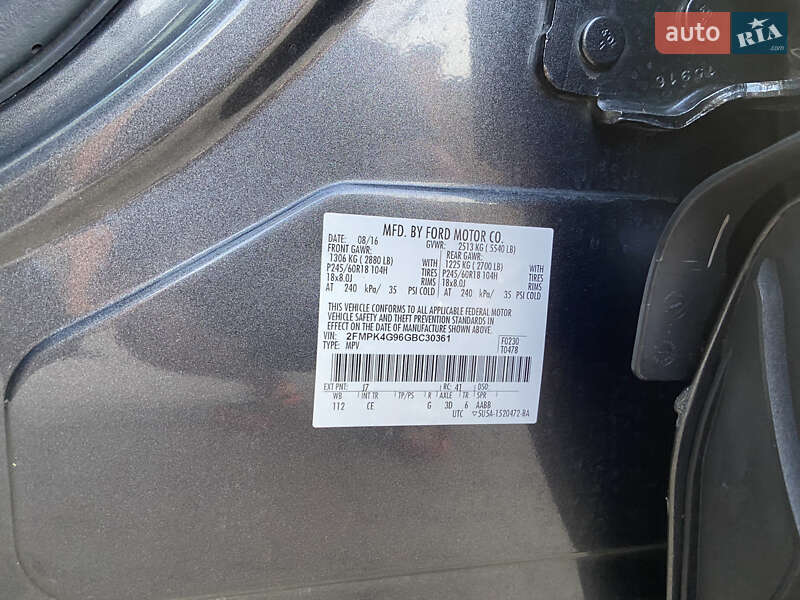 auto RIA.com
15916
MFD. BY FORD MOTOR CO.
DATE: 08/16 GVWR: 2513 KG ( 5540 LB)
FRONT GAWR: REAR GAWR:
1306 KG ( 2880 LB) WITH 1225 KG ( 2700 LB) WITH
P245/60R18 104H TIRES P245/60R18 104H TIRES
18x8.0J RIMS 18x8.0J RIMS
AT 240 kPa/ 35 PSI COLD AT 240 kPa/ 35 PSI COLD
THIS VEHICLE CONFORMS TO ALL APPLICABLE FEDERAL MOTOR
VEHICLE SAFETY AND THEFT PREVENTION STANDARDS IN
EFFECT ON THE DATE OF MANUFACTURE SHOWN ABOVE.
VIN: 2FMPK4G96GBC30361 F0230
TYPE: MPV T0478
EXT PNT: J7 RC: 41 DSO:
WB INT TR TP/PS R AXLE TR SPR
112 CE G 3D 6 AABB
UTC ▽5U5A-1520472-BA